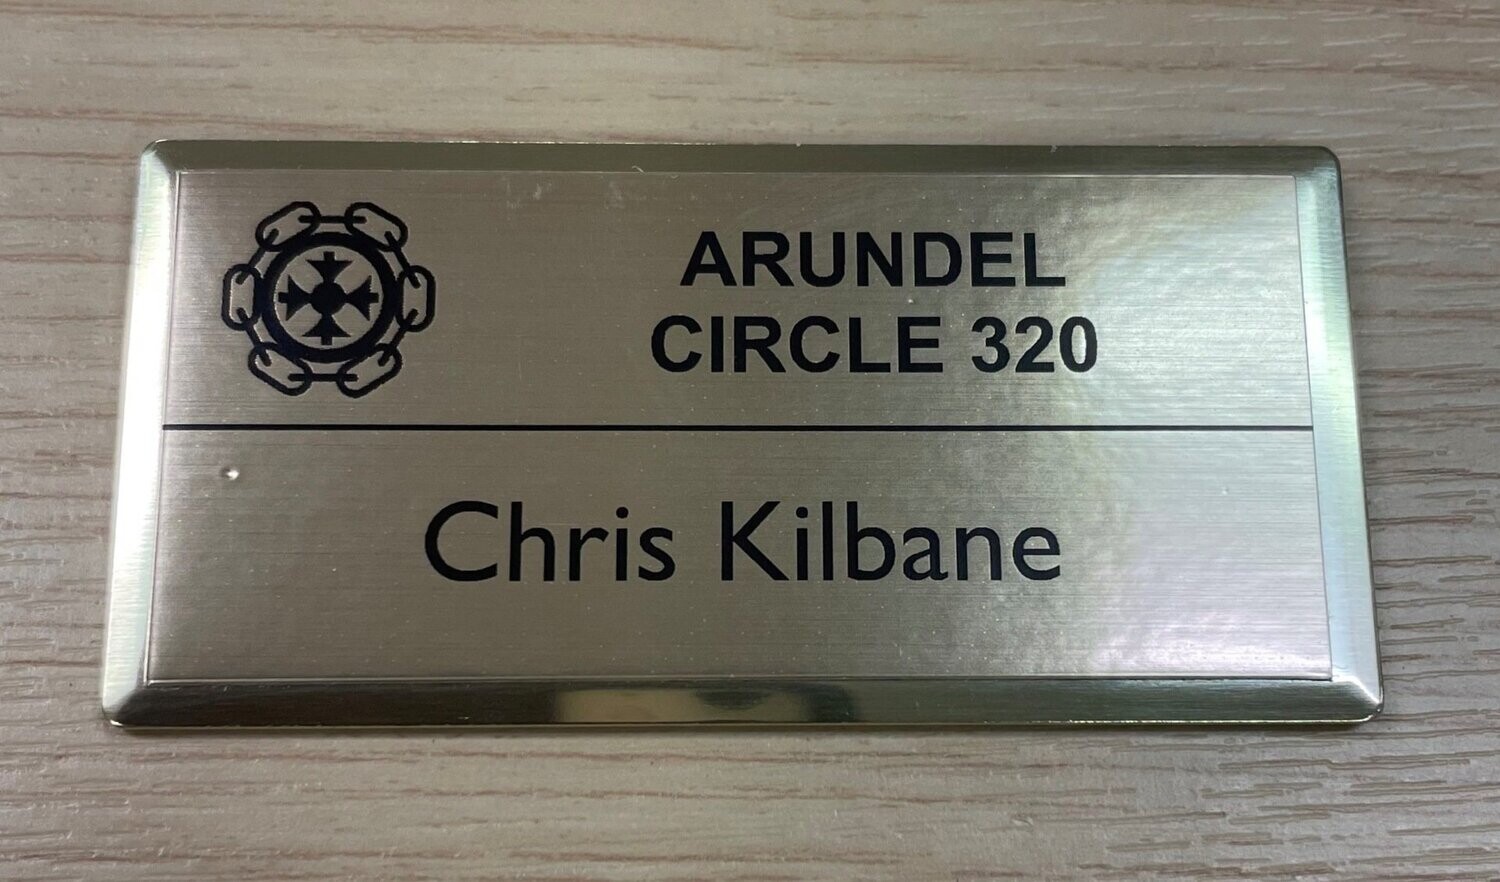 ARUNDEL
CIRCLE 320
Chris Kilbane